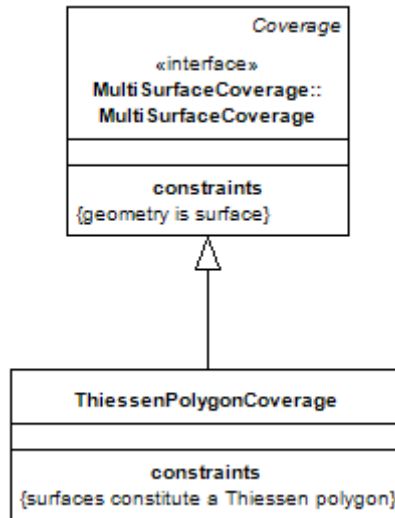 Coverage
«interface»
MultiSurfaceCoverage::
MultiSurfaceCoverage
constraints
{geometry is surface}
ThiessenPolygonCoverage
constraints
{surfaces constitute a Thiessen polygon}